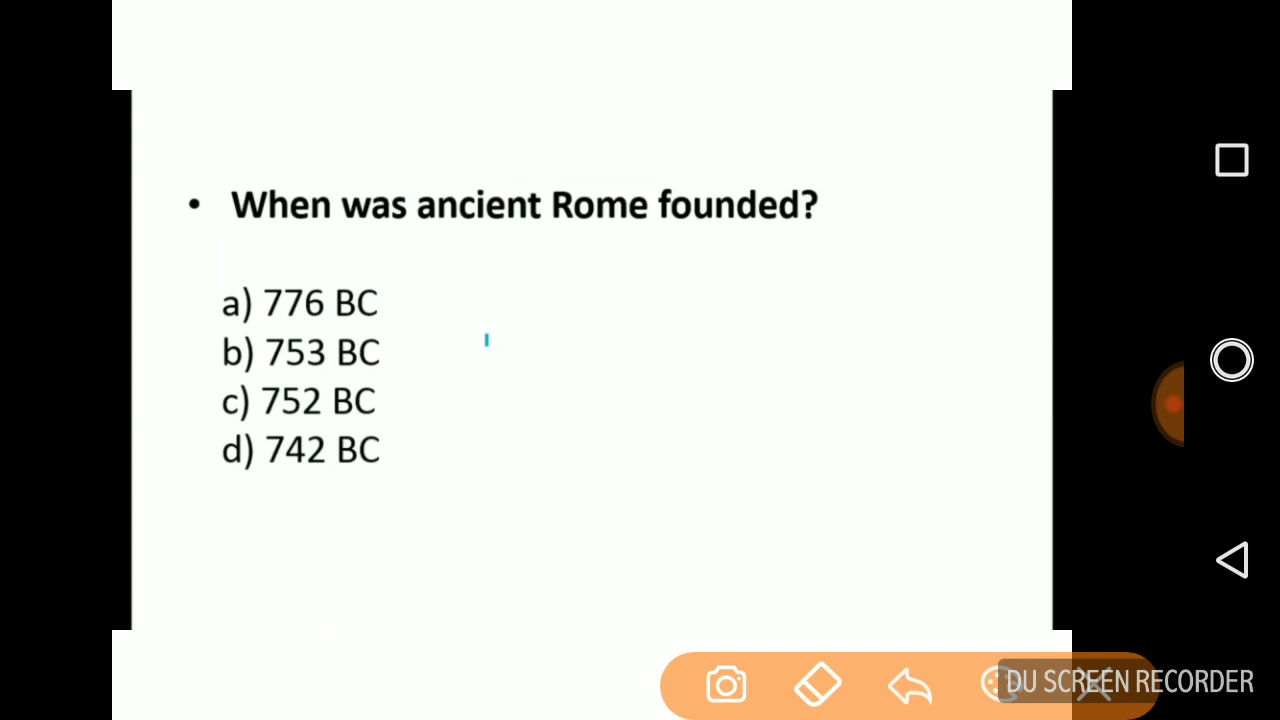 • When was ancient Rome founded?
a) 776 BC
b) 753 BC
c) 752 BC
d) 742 BC
DU SCREEN RECORDER